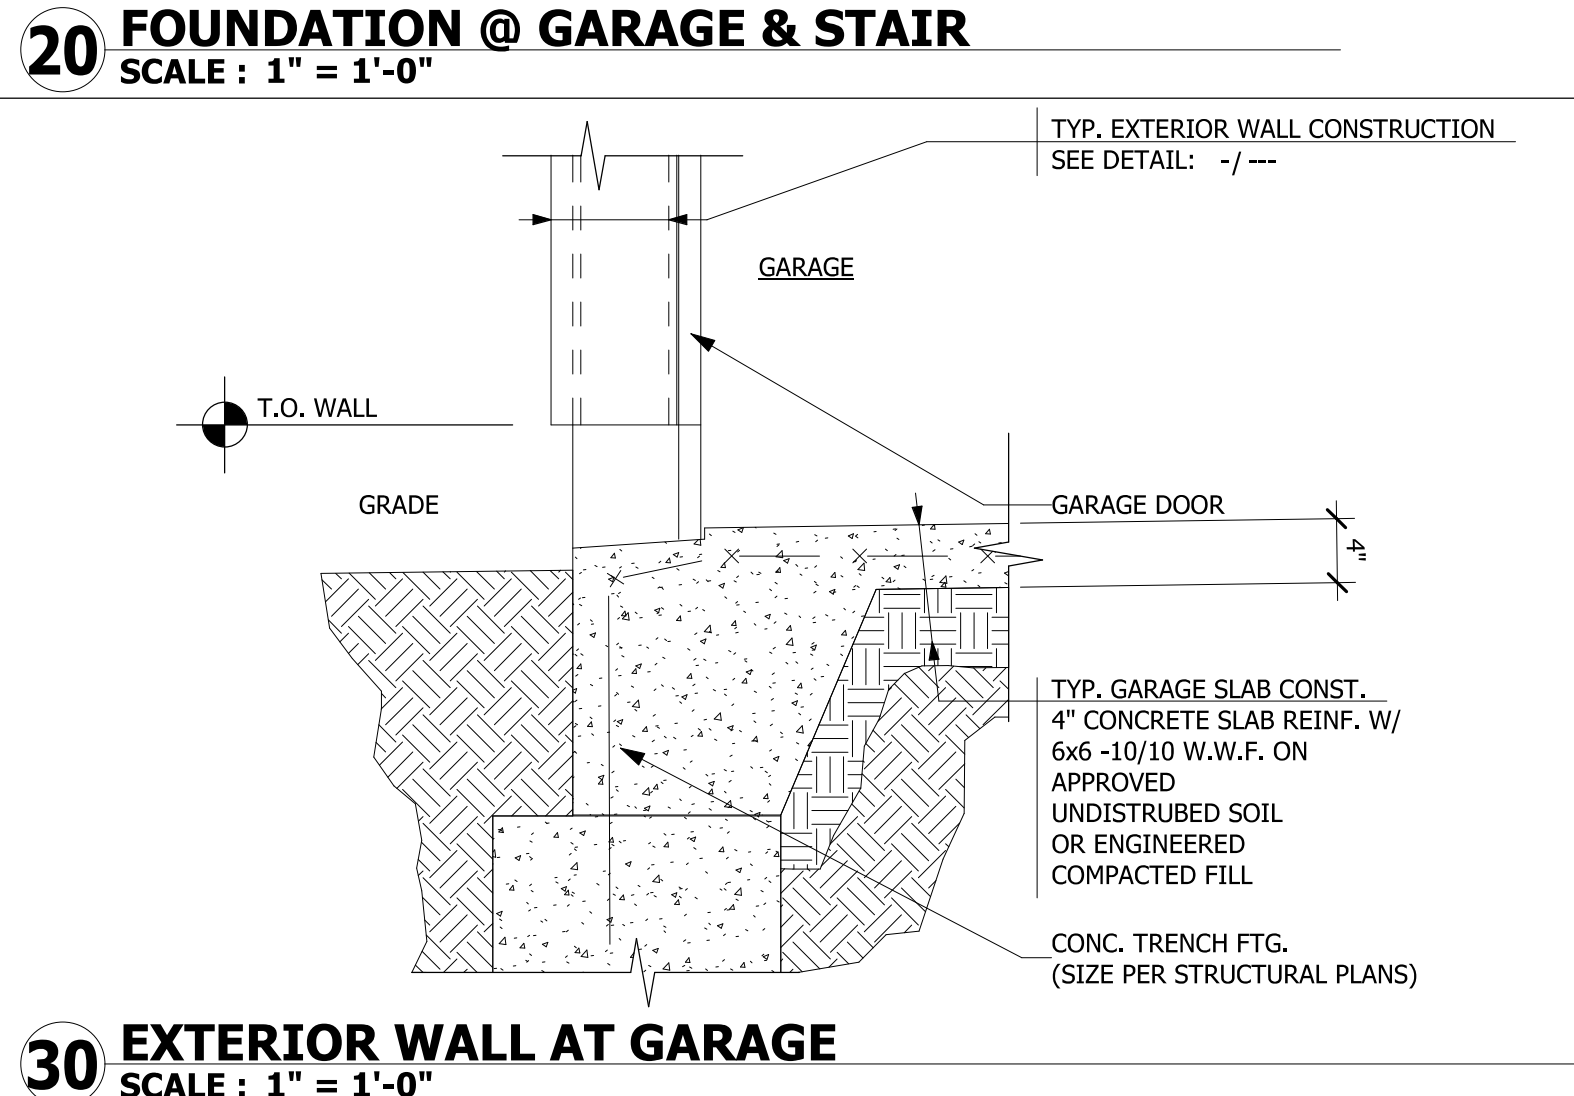 20 FOUNDATION @ GARAGE & STAIR
SCALE : 1" = 1'-0"
TYP. EXTERIOR WALL CONSTRUCTION
SEE DETAIL: -/ ---
GARAGE
T.O. WALL
GRADE
GARAGE DOOR
4"
TYP. GARAGE SLAB CONST.
4" CONCRETE SLAB REINF. W/
6x6 -10/10 W.W.F. ON
APPROVED
UNDISTRUBED SOIL
OR ENGINEERED
COMPACTED FILL
CONC. TRENCH FTG.
(SIZE PER STRUCTURAL PLANS)
30 EXTERIOR WALL AT GARAGE
SCALE : 1" = 1'-0"